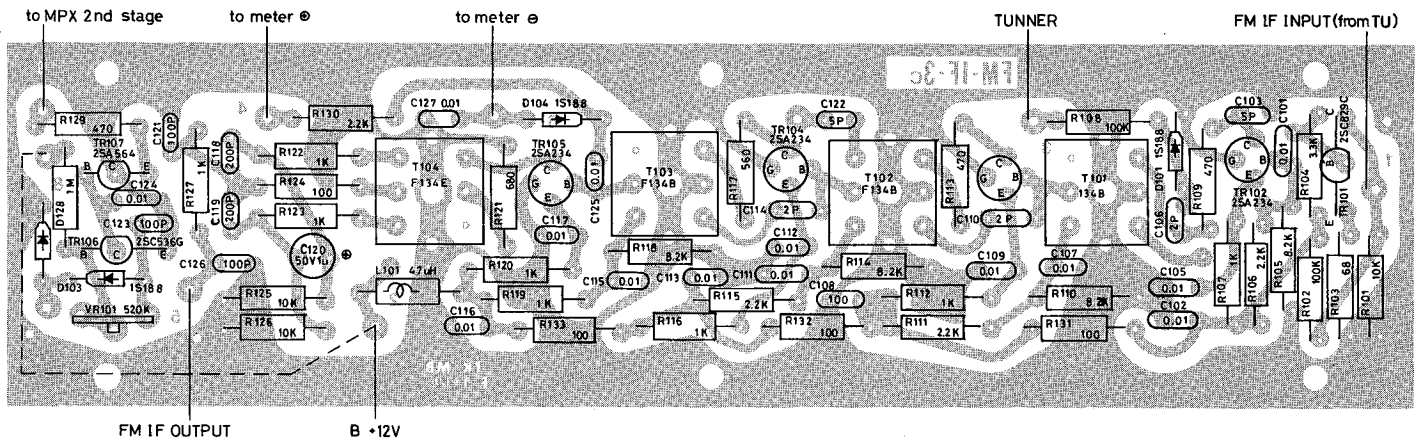 to MPX 2nd stage
to meter ⊕
to meter ⊖
TUNNER
FM IF INPUT(from TU)
FM-IF-3c
R129
470
C121
100P
R130
2.2K
C127 0.01
D104 1S188
C122
5P
R108
100K
C103
5P
C101
0.01
C
2SC829C
B
TR101
E
TR107
2SA564
B
E
C124
0.01
1M
D128
R127
1K
C118
200P
C119
200P
R122
1K
R124
100
R123
1K
T104
F134E
680
R121
TR105
2SA234
C
G
B
E
0.01
C125
C117
0.01
T103
F134B
560
R117
TR104
2SA234
C
G
B
E
C114
2P
C112
0.01
T102
F134B
470
R113
C
G
B
E
C110
2P
T101
134B
1S188
D101
C106
2P
470
R109
C
G
B
E
TR102
2SA234
3.3K
R104
C123
100P
TR106
2SC536G
B
C
E
C126
100P
C120
50V1u
⊕
D103
1S188
VR101 520K
R125
10K
R126
10K
L101
4.7uH
R120
1K
R119
1K
C116
0.01
R133
100
R118
8.2K
C115
0.01
C113
0.01
C111
0.01
R115
2.2K
R116
1K
C108
100
R132
100
R114
8.2K
R112
1K
R111
2.2K
C109
0.01
C107
0.01
R110
8.2K
R131
100
C105
0.01
C102
0.01
1K
R107
2.2K
R106
8.2K
R105
100K
R102
68
R103
10K
R101
FM IF OUTPUT
B +12V